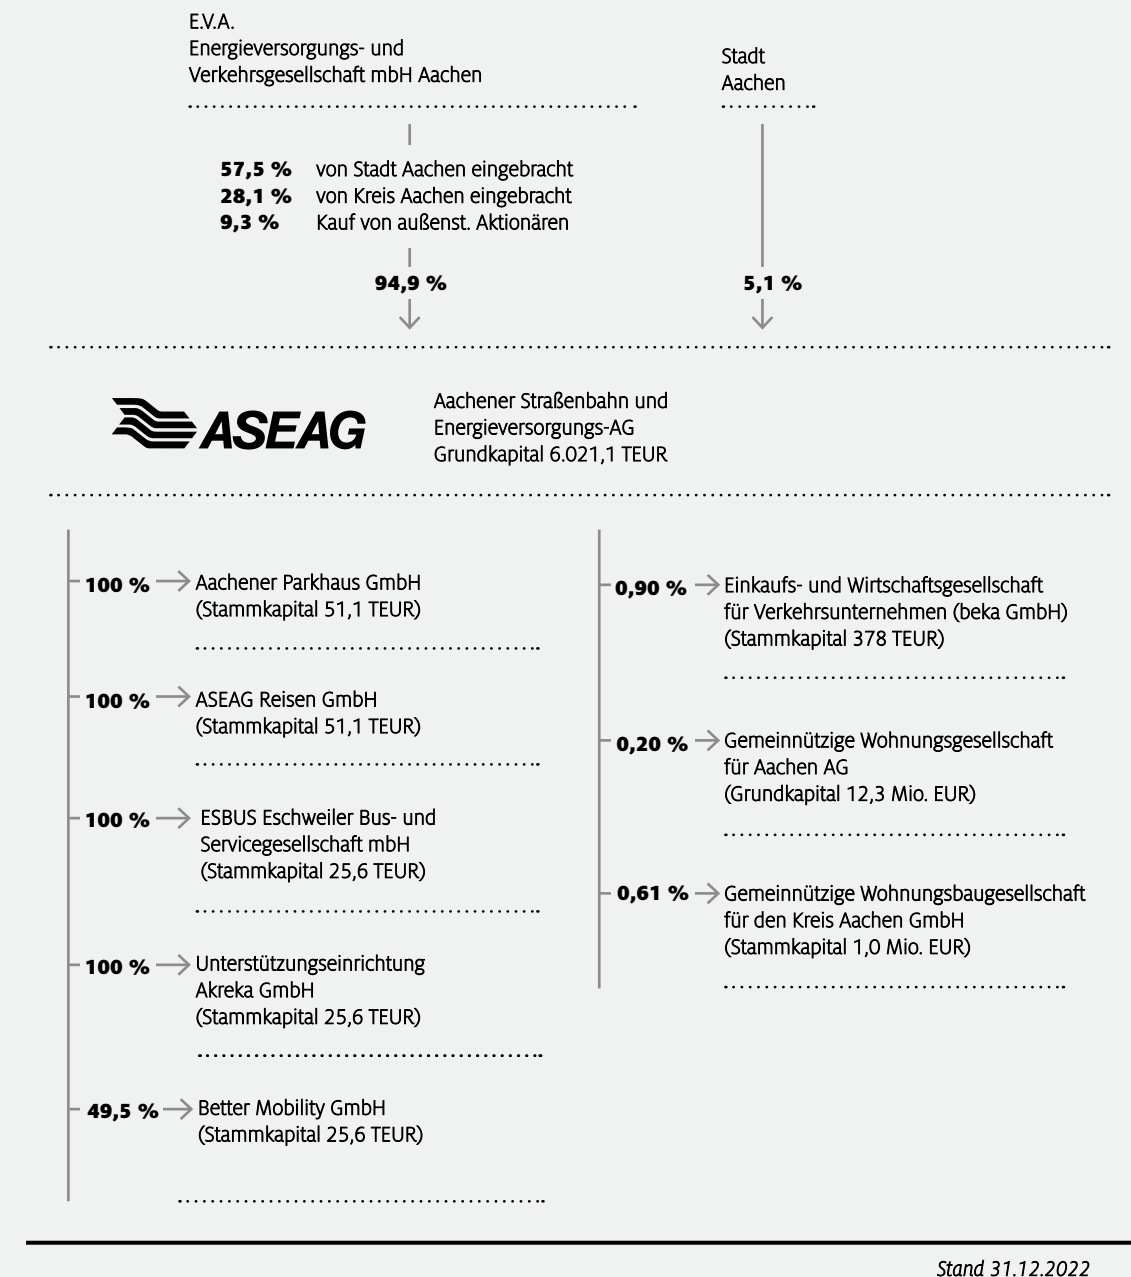 E.V.A.
Energieversorgungs- und
Verkehrsgesellschaft mbH Aachen
Stadt
Aachen
57,5 % von Stadt Aachen eingebracht
28,1 % von Kreis Aachen eingebracht
9,3 % Kauf von außenst. Aktionären
94,9 %
5,1 %
ASEAG
Aachener Straßenbahn und
Energieversorgungs-AG
Grundkapital 6.021,1 TEUR
100 % Aachener Parkhaus GmbH
(Stammkapital 51,1 TEUR)
100 % ASEAG Reisen GmbH
(Stammkapital 51,1 TEUR)
100 % ESBUS Eschweiler Bus- und
Servicegesellschaft mbH
(Stammkapital 25,6 TEUR)
100 % Unterstützungseinrichtung
Akreka GmbH
(Stammkapital 25,6 TEUR)
49,5 % Better Mobility GmbH
(Stammkapital 25,6 TEUR)
0,90 % Einkaufs- und Wirtschaftsgesellschaft
für Verkehrsunternehmen (beka GmbH)
(Stammkapital 378 TEUR)
0,20 % Gemeinnützige Wohnungsgesellschaft
für Aachen AG
(Grundkapital 12,3 Mio. EUR)
0,61 % Gemeinnützige Wohnungsbaugesellschaft
für den Kreis Aachen GmbH
(Stammkapital 1,0 Mio. EUR)
Stand 31.12.2022